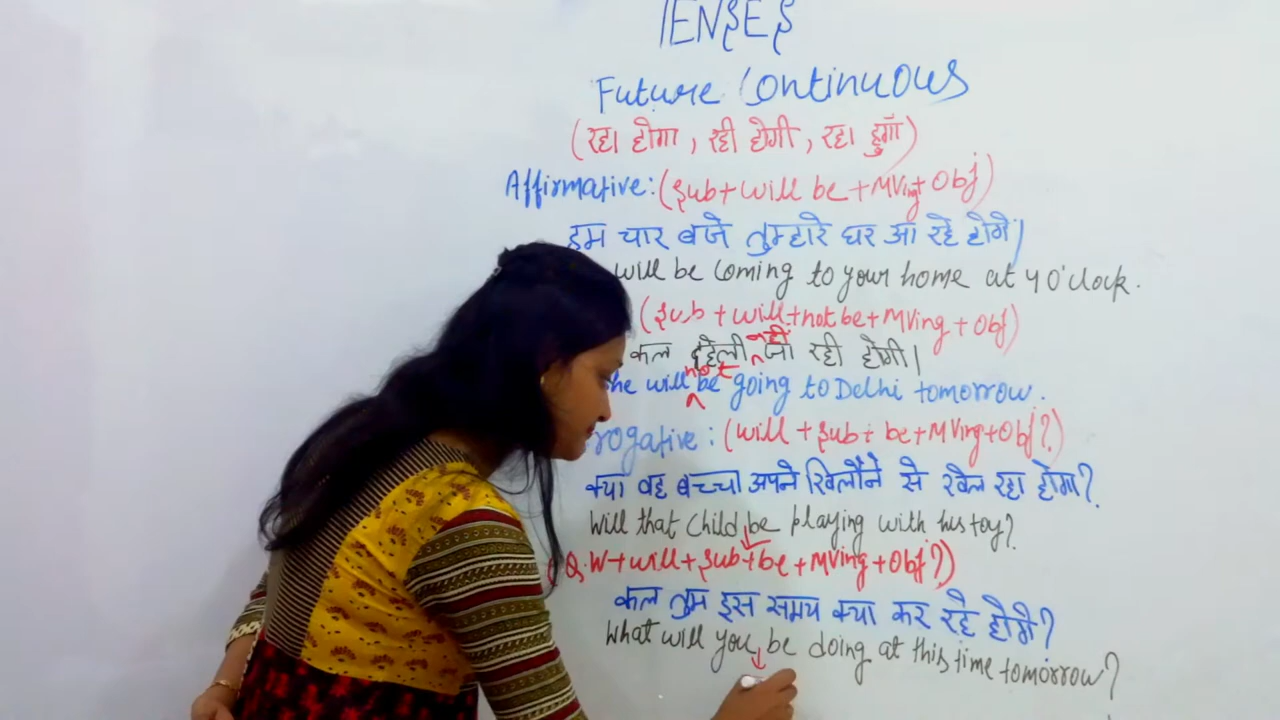 TENSES
Future Continuous
(रहा होगा, रही होगी, रहा हुगाँ)
Affirmative: (Sub+will be+MVing+Obj)
हम चार बजे तुम्हारे घर आ रहे होगे।
will be coming to your home at 4 O'clock.
(Sub+will+not be+MVing+Obj)
कल नहीं जा रही होगी।
he will not be going to Delhi tomorrow.
rogative: (will+Sub+be+MVing+Obj?)
क्या वह बच्चा अपने खिलौने से खेल रहा होगा?
Will that child be playing with his toy?
Q.W+will+Sub+be+MVing+Obj?)
कल तुम इस समय क्या कर रहे होगे?
What will you be doing at this time tomorrow?